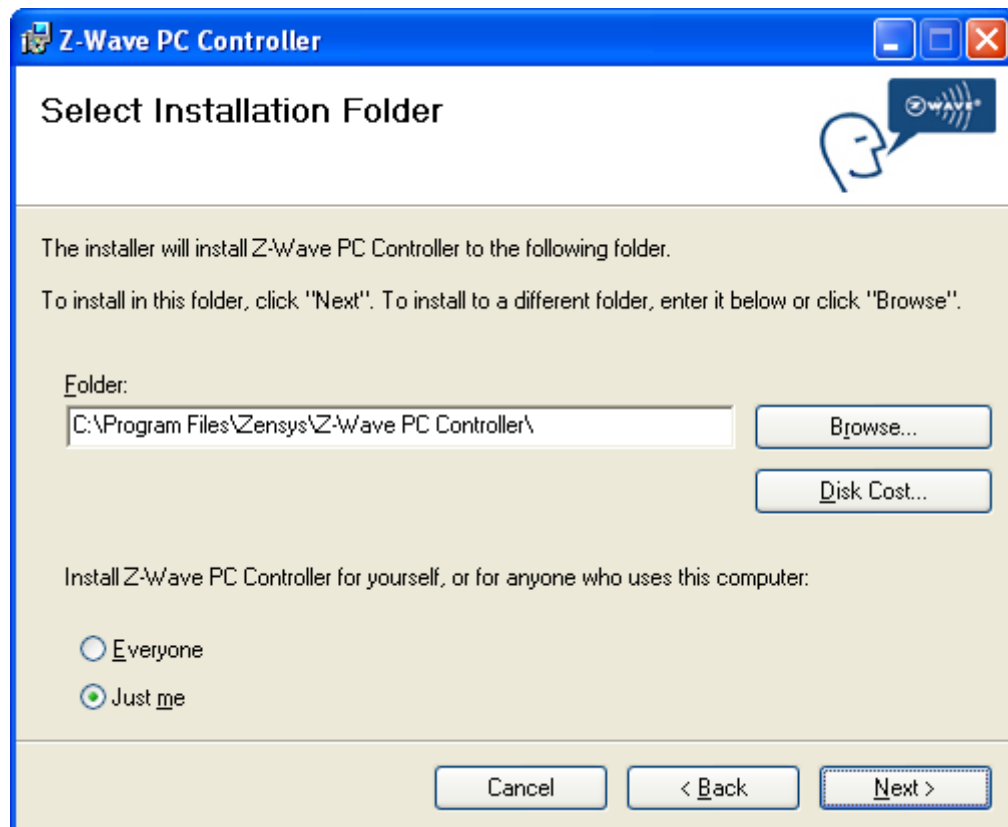 Z-Wave PC Controller
Select Installation Folder
Z WAVE®
The installer will install Z-Wave PC Controller to the following folder.
To install in this folder, click "Next". To install to a different folder, enter it below or click "Browse".
Folder:
C:\Program Files\Zensys\Z-Wave PC Controller\
Browse...
Disk Cost...
Install Z-Wave PC Controller for yourself, or for anyone who uses this computer:
Everyone
Just me
Cancel
< Back
Next >